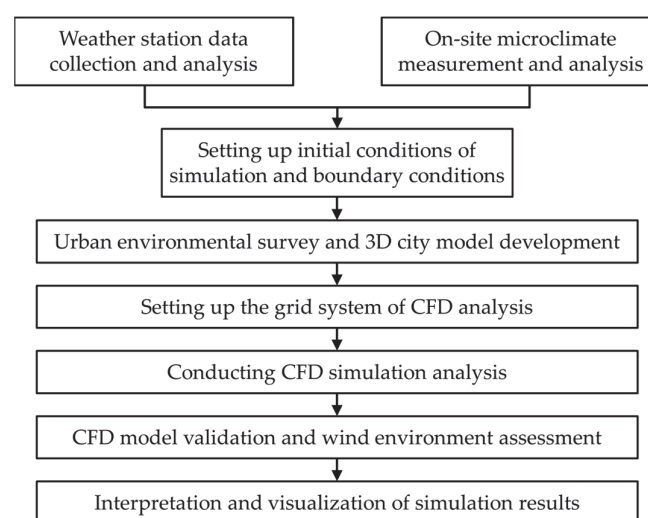 Weather station data
collection and analysis
On-site microclimate
measurement and analysis
Setting up initial conditions of
simulation and boundary conditions
Urban environmental survey and 3D city model development
Setting up the grid system of CFD analysis
Conducting CFD simulation analysis
CFD model validation and wind environment assessment
Interpretation and visualization of simulation results